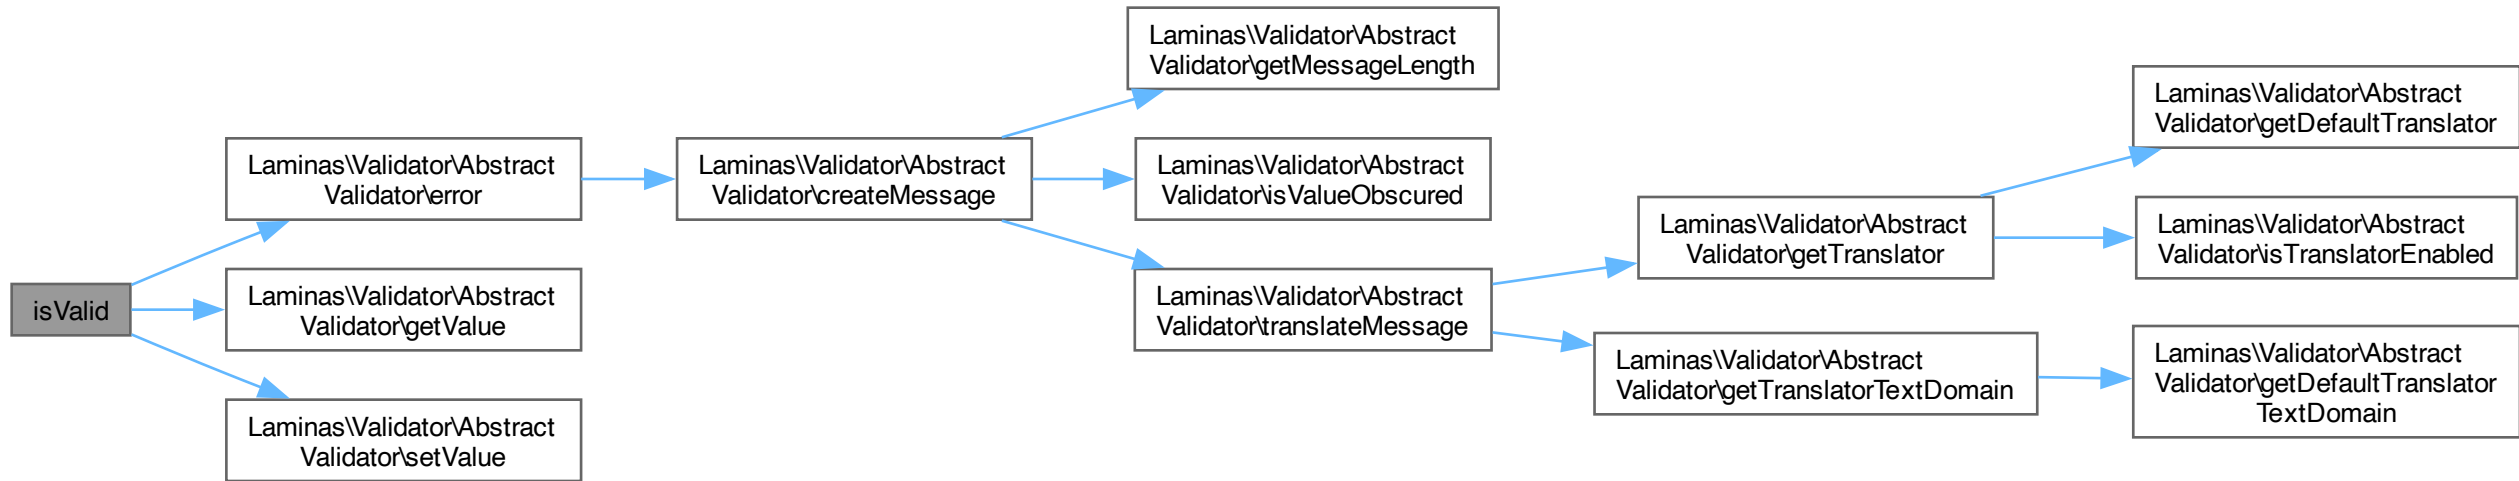 isValid
Laminas\Validator\Abstract
Validator\error
Laminas\Validator\Abstract
Validator\getValue
Laminas\Validator\Abstract
Validator\setValue
Laminas\Validator\Abstract
Validator\createMessage
Laminas\Validator\Abstract
Validator\getMessageLength
Laminas\Validator\Abstract
Validator\isValueObscured
Laminas\Validator\Abstract
Validator\translateMessage
Laminas\Validator\Abstract
Validator\getTranslator
Laminas\Validator\Abstract
Validator\getTranslatorTextDomain
Laminas\Validator\Abstract
Validator\getDefaultTranslator
Laminas\Validator\Abstract
Validator\isTranslatorEnabled
Laminas\Validator\Abstract
Validator\getDefaultTranslator
TextDomain